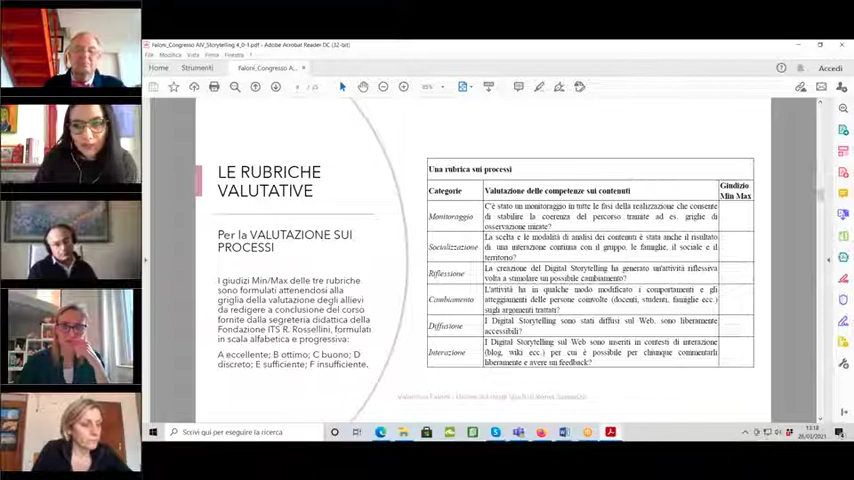 Faloni_Congresso AIV_Storytelling 4_0-1.pdf - Adobe Acrobat Reader DC (32-bit)
File Modifica Vista Firma Finestra ?
Home Strumenti Faloni_Congresso A... × Accedi
LE RUBRICHE
VALUTATIVE
Per la VALUTAZIONE SUI
PROCESSI
I giudizi Min/Max delle tre rubriche
sono formulati attenendosi alla
griglia della valutazione degli allievi
da redigere a conclusione del corso
fornite dalla segreteria didattica della
Fondazione ITS R. Rossellini, formulati
in scala alfabetica e progressiva:
A eccellente; B ottimo; C buono; D
discreto; E sufficiente; F insufficiente.
Una rubrica sui processi
Categorie Valutazione delle competenze sui contenuti Giudizio
Min Max
Monitoraggio
C'è stato un monitoraggio in tutte le fasi della realizzazione che consente
di stabilire la coerenza del percorso tramite ad es. griglie di
osservazione mirate?
Socializzazione
La scelta e le modalità di analisi dei contenuti è stata anche il risultato
di una interazione continua con il gruppo, le famiglie, il sociale e il
territorio?
Riflessione
La creazione del Digital Storytelling ha generato un'attività riflessiva
volta a stimolare un possibile cambiamento?
Cambiamento
L'attività ha in qualche modo modificato i comportamenti e gli
atteggiamenti delle persone coinvolte (docenti, studenti, famiglie ecc.)
sugli argomenti trattati?
Diffusione
I Digital Storytelling sono stati diffusi sul Web, sono liberamente
accessibili?
Interazione
I Digital Storytelling sul Web sono inseriti in contesti di interazione
(blog, wiki ecc.) per cui è possibile per chiunque commentarli
liberamente e avere un feedback?
Scrivi qui per eseguire la ricerca
13:18
26/03/2021